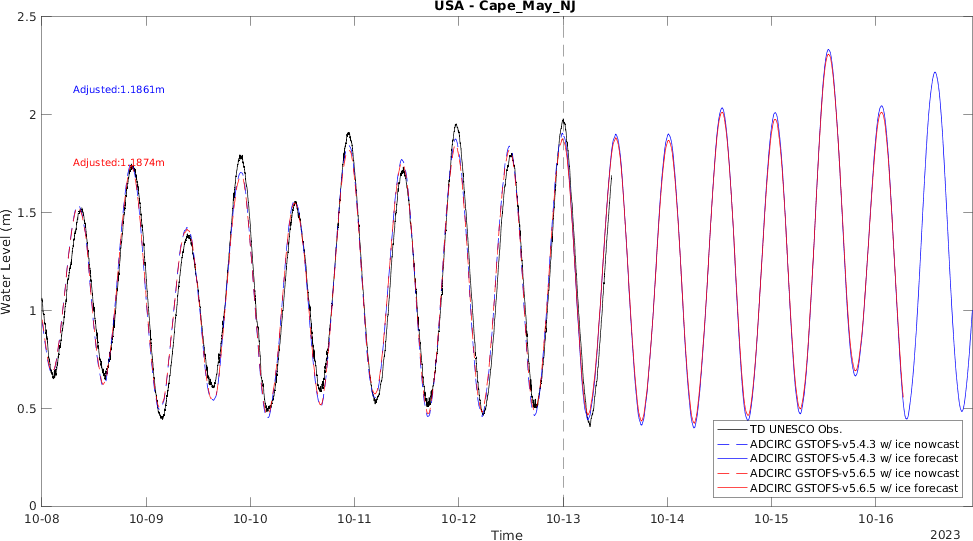 USA - Cape_May_NJ
2.5
2
1.5
1
0.5
0
Water Level (m)
Adjusted:1.1861m
Adjusted:1.1874m
TD UNESCO Obs.
ADCIRC GSTOFS-v5.4.3 w/ ice nowcast
ADCIRC GSTOFS-v5.4.3 w/ ice forecast
ADCIRC GSTOFS-v5.6.5 w/ ice nowcast
ADCIRC GSTOFS-v5.6.5 w/ ice forecast
10-08 10-09 10-10 10-11 10-12 10-13 10-14 10-15 10-16
Time
2023